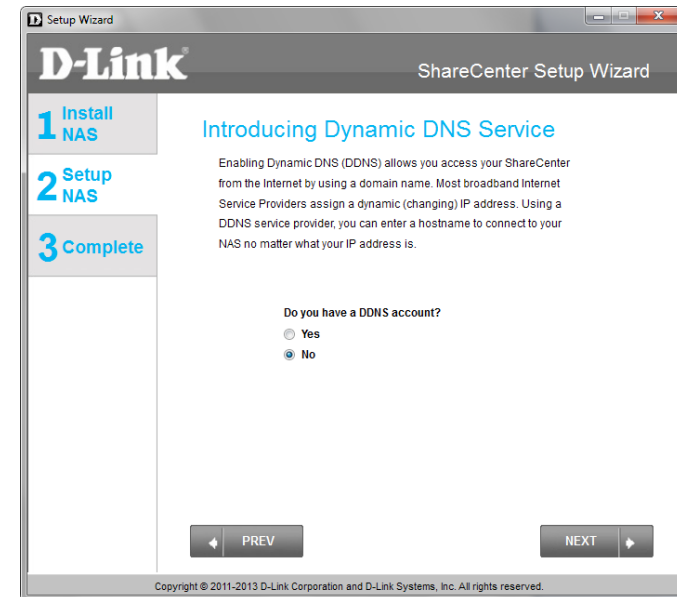 Setup Wizard
D-Link
ShareCenter Setup Wizard
1 Install NAS
2 Setup NAS
3 Complete
Introducing Dynamic DNS Service
Enabling Dynamic DNS (DDNS) allows you access your ShareCenter
from the Internet by using a domain name. Most broadband Internet
Service Providers assign a dynamic (changing) IP address. Using a
DDNS service provider, you can enter a hostname to connect to your
NAS no matter what your IP address is.
Do you have a DDNS account?
Yes
No
PREV
NEXT
Copyright © 2011-2013 D-Link Corporation and D-Link Systems, Inc. All rights reserved.